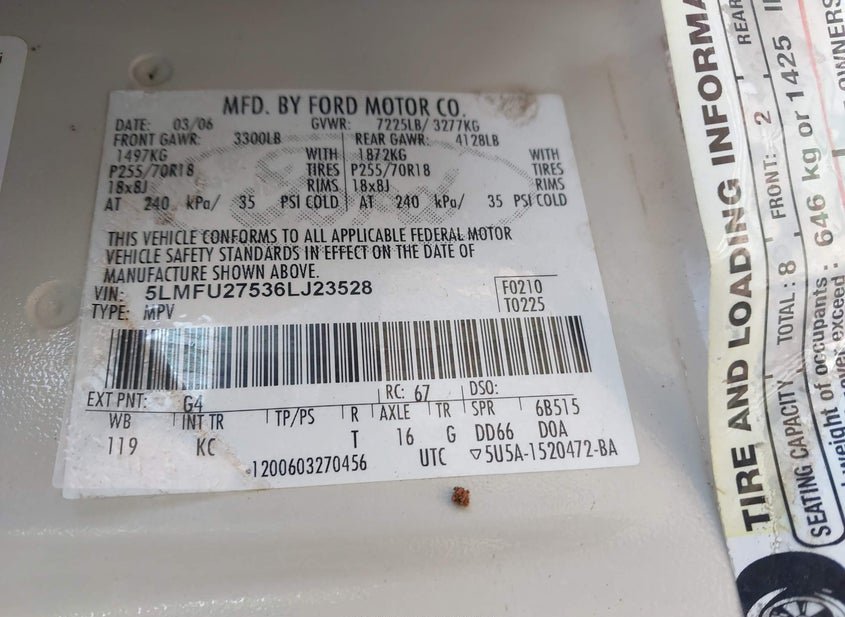 MFD. BY FORD MOTOR CO.
DATE: 03/06 GVWR: 7225LB/ 3277KG
FRONT GAWR: 3300LB REAR GAWR: 4128LB
1497KG WITH 1872KG WITH
P255/70R18 TIRES P255/70R18 TIRES
18x8J RIMS 18x8J RIMS
AT 240 kPa/ 35 PSI COLD AT 240 kPa/ 35 PSI COLD
Ford
THIS VEHICLE CONFORMS TO ALL APPLICABLE FEDERAL MOTOR
VEHICLE SAFETY STANDARDS IN EFFECT ON THE DATE OF
MANUFACTURE SHOWN ABOVE.
VIN: 5LMFU27536LJ23528 F0210
TYPE: MPV T0225
EXT PNT: G4 RC: 67 DSO:
WB INT TR TP/PS R AXLE TR SPR 6B515
119 KC T 16 G DD66 D0A
1200603270456 UTC ▽5U5A-1520472-BA
TIRE AND LOADING INFORMA
SEATING CAPACITY TOTAL: 8 FRONT: 2 REAR
weight of occupants: 646 kg or 1425
exceed:
OWNERS